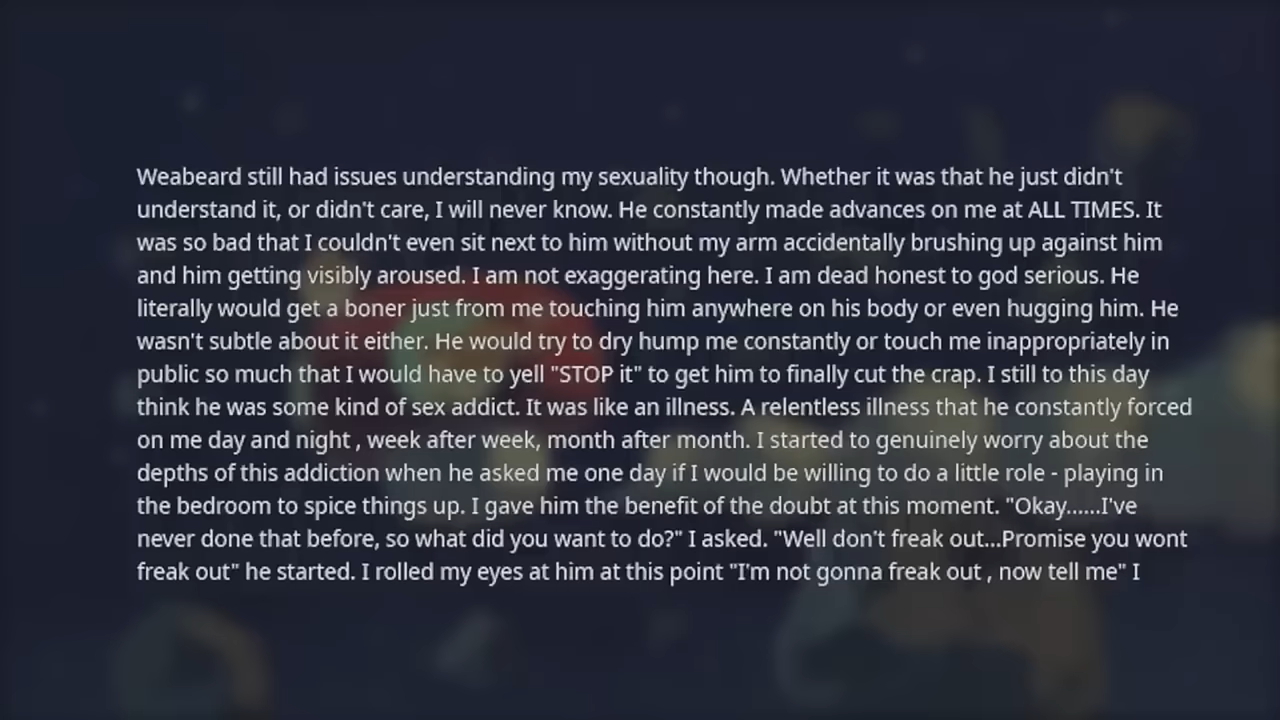 Weabeard still had issues understanding my sexuality though. Whether it was that he just didn't
understand it, or didn't care, I will never know. He constantly made advances on me at ALL TIMES. It
was so bad that I couldn't even sit next to him without my arm accidentally brushing up against him
and him getting visibly aroused. I am not exaggerating here. I am dead honest to god serious. He
literally would get a boner just from me touching him anywhere on his body or even hugging him. He
wasn't subtle about it either. He would try to dry hump me constantly or touch me inappropriately in
public so much that I would have to yell "STOP it" to get him to finally cut the crap. I still to this day
think he was some kind of sex addict. It was like an illness. A relentless illness that he constantly forced
on me day and night , week after week, month after month. I started to genuinely worry about the
depths of this addiction when he asked me one day if I would be willing to do a little role - playing in
the bedroom to spice things up. I gave him the benefit of the doubt at this moment. "Okay......I've
never done that before, so what did you want to do?" I asked. "Well don't freak out...Promise you wont
freak out" he started. I rolled my eyes at him at this point "I'm not gonna freak out , now tell me" I